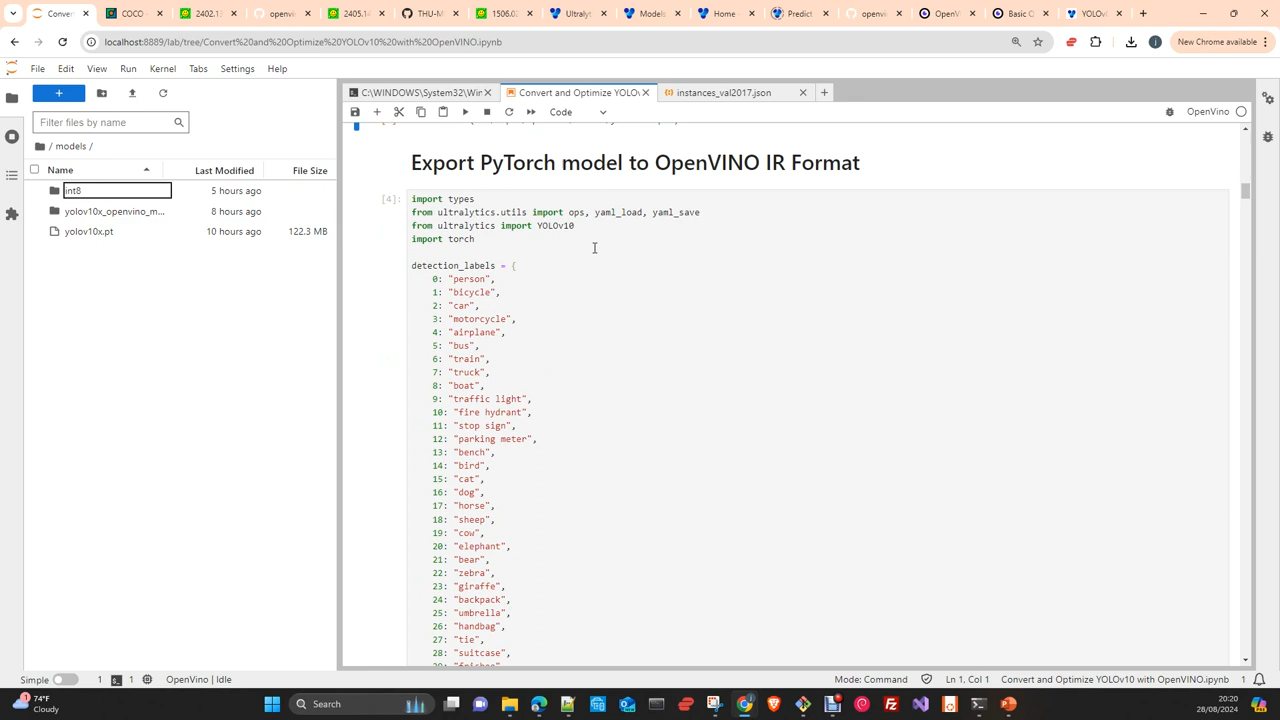 Conver
COCO -
2402.13
openvin
2405.14
THU-M
1506.02
Ultralyt
Models
Home -
Predict
openvin
OpenV
Basic Q
YOLOv
localhost:8889/lab/tree/Convert%20and%20Optimize%20YOLOv10%20with%20OpenVINO.ipynb
New Chrome available
File Edit View Run Kernel Tabs Settings Help
C:\WINDOWS\System32\Win
Convert and Optimize YOLO\
instances_val2017.json
Code
OpenVino
Filter files by name
/ models /
Name Last Modified File Size
int8 5 hours ago
yolov10x_openvino_m... 8 hours ago
yolov10x.pt 10 hours ago 122.3 MB
Export PyTorch model to OpenVINO IR Format
[4]:
import types
from ultralytics.utils import ops, yaml_load, yaml_save
from ultralytics import YOLOv10
import torch
detection_labels = {
0: "person",
1: "bicycle",
2: "car",
3: "motorcycle",
4: "airplane",
5: "bus",
6: "train",
7: "truck",
8: "boat",
9: "traffic light",
10: "fire hydrant",
11: "stop sign",
12: "parking meter",
13: "bench",
14: "bird",
15: "cat",
16: "dog",
17: "horse",
18: "sheep",
19: "cow",
20: "elephant",
21: "bear",
22: "zebra",
23: "giraffe",
24: "backpack",
25: "umbrella",
26: "handbag",
27: "tie",
28: "suitcase",
Simple 1 1 OpenVino | Idle
Mode: Command Ln 1, Col 1 Convert and Optimize YOLOv10 with OpenVINO.ipynb 1
74°F
Cloudy
Search
20:20
28/08/2024